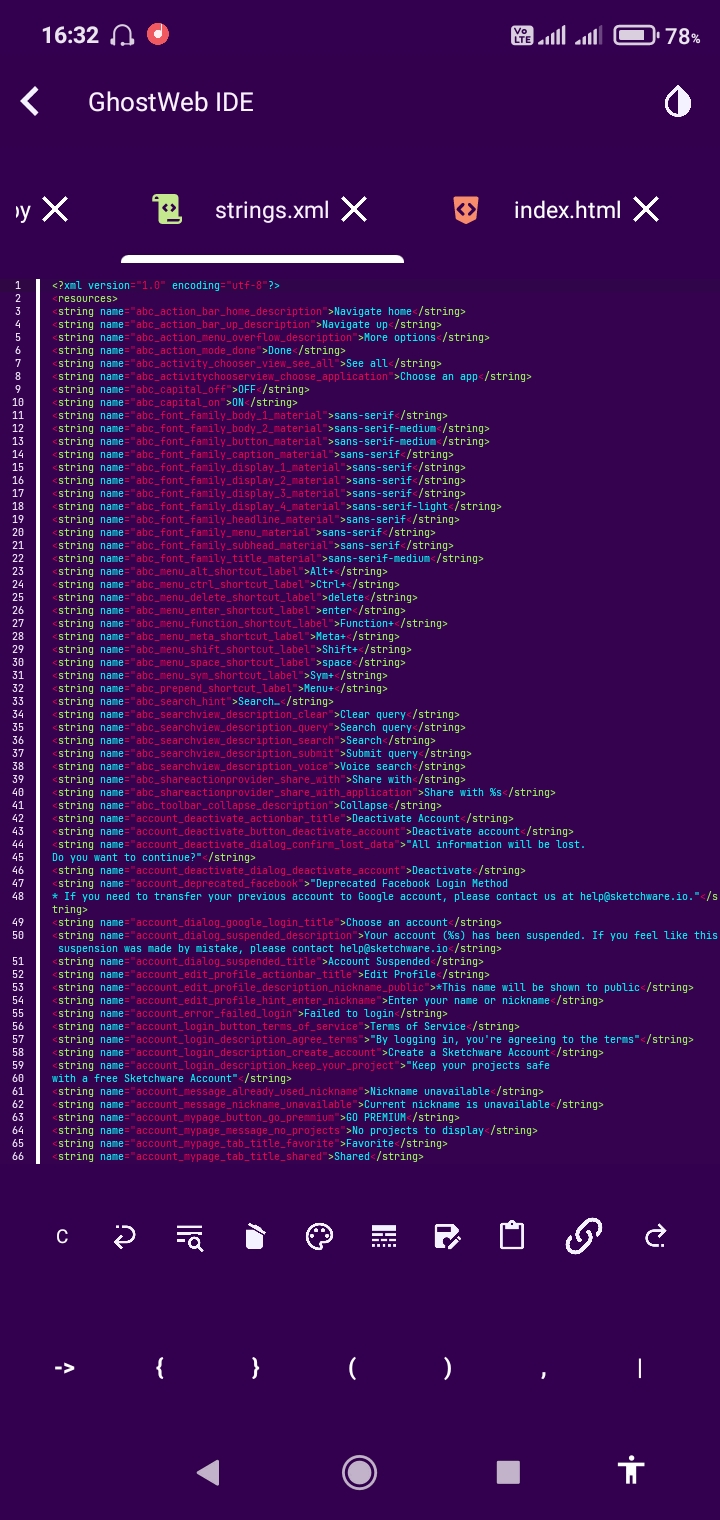 16:32
Vo LTE
78%
GhostWeb IDE
py
strings.xml
index.html
1 <?xml version="1.0" encoding="utf-8"?>
2 <resources>
3 <string name="abc_action_bar_home_description">Navigate home</string>
4 <string name="abc_action_bar_up_description">Navigate up</string>
5 <string name="abc_action_menu_overflow_description">More options</string>
6 <string name="abc_action_mode_done">Done</string>
7 <string name="abc_activity_chooser_view_see_all">See all</string>
8 <string name="abc_activitychooserview_choose_application">Choose an app</string>
9 <string name="abc_capital_off">OFF</string>
10 <string name="abc_capital_on">ON</string>
11 <string name="abc_font_family_body_1_material">sans-serif</string>
12 <string name="abc_font_family_body_2_material">sans-serif-medium</string>
13 <string name="abc_font_family_button_material">sans-serif-medium</string>
14 <string name="abc_font_family_caption_material">sans-serif</string>
15 <string name="abc_font_family_display_1_material">sans-serif</string>
16 <string name="abc_font_family_display_2_material">sans-serif</string>
17 <string name="abc_font_family_display_3_material">sans-serif</string>
18 <string name="abc_font_family_display_4_material">sans-serif-light</string>
19 <string name="abc_font_family_headline_material">sans-serif</string>
20 <string name="abc_font_family_menu_material">sans-serif</string>
21 <string name="abc_font_family_subhead_material">sans-serif</string>
22 <string name="abc_font_family_title_material">sans-serif-medium</string>
23 <string name="abc_menu_alt_shortcut_label">Alt+</string>
24 <string name="abc_menu_ctrl_shortcut_label">Ctrl+</string>
25 <string name="abc_menu_delete_shortcut_label">delete</string>
26 <string name="abc_menu_enter_shortcut_label">enter</string>
27 <string name="abc_menu_function_shortcut_label">Function+</string>
28 <string name="abc_menu_meta_shortcut_label">Meta+</string>
29 <string name="abc_menu_shift_shortcut_label">Shift+</string>
30 <string name="abc_menu_space_shortcut_label">space</string>
31 <string name="abc_menu_sym_shortcut_label">Sym+</string>
32 <string name="abc_prepend_shortcut_label">Menu+</string>
33 <string name="abc_search_hint">Search…</string>
34 <string name="abc_searchview_description_clear">Clear query</string>
35 <string name="abc_searchview_description_query">Search query</string>
36 <string name="abc_searchview_description_search">Search</string>
37 <string name="abc_searchview_description_submit">Submit query</string>
38 <string name="abc_searchview_description_voice">Voice search</string>
39 <string name="abc_shareactionprovider_share_with">Share with</string>
40 <string name="abc_shareactionprovider_share_with_application">Share with %s</string>
41 <string name="abc_toolbar_collapse_description">Collapse</string>
42 <string name="account_deactivate_actionbar_title">Deactivate Account</string>
43 <string name="account_deactivate_button_deactivate_account">Deactivate account</string>
44 <string name="account_deactivate_dialog_confirm_lost_data">"All information will be lost.
45 Do you want to continue?"</string>
46 <string name="account_deactivate_dialog_deactivate_account">Deactivate</string>
47 <string name="account_deprecated_facebook">"Deprecated Facebook Login Method
48 * If you need to transfer your previous account to Google account, please contact us at help@sketchware.io."</s
tring>
49 <string name="account_dialog_google_login_title">Choose an account</string>
50 <string name="account_dialog_suspended_description">Your account (%s) has been suspended. If you feel like this
suspension was made by mistake, please contact help@sketchware.io</string>
51 <string name="account_dialog_suspended_title">Account Suspended</string>
52 <string name="account_edit_profile_actionbar_title">Edit Profile</string>
53 <string name="account_edit_profile_description_nickname_public">*This name will be shown to public</string>
54 <string name="account_edit_profile_hint_enter_nickname">Enter your name or nickname</string>
55 <string name="account_error_failed_login">Failed to login</string>
56 <string name="account_login_button_terms_of_service">Terms of Service</string>
57 <string name="account_login_description_agree_terms">"By logging in, you're agreeing to the terms"</string>
58 <string name="account_login_description_create_account">Create a Sketchware Account</string>
59 <string name="account_login_description_keep_your_project">"Keep your projects safe
60 with a free Sketchware Account"</string>
61 <string name="account_message_already_used_nickname">Nickname unavailable</string>
62 <string name="account_message_nickname_unavailable">Current nickname is unavailable</string>
63 <string name="account_mypage_button_go_premmium">GO PREMIUM</string>
64 <string name="account_mypage_message_no_projects">No projects to display</string>
65 <string name="account_mypage_tab_title_favorite">Favorite</string>
66 <string name="account_mypage_tab_title_shared">Shared</string>
C
-> { } ( ) , |